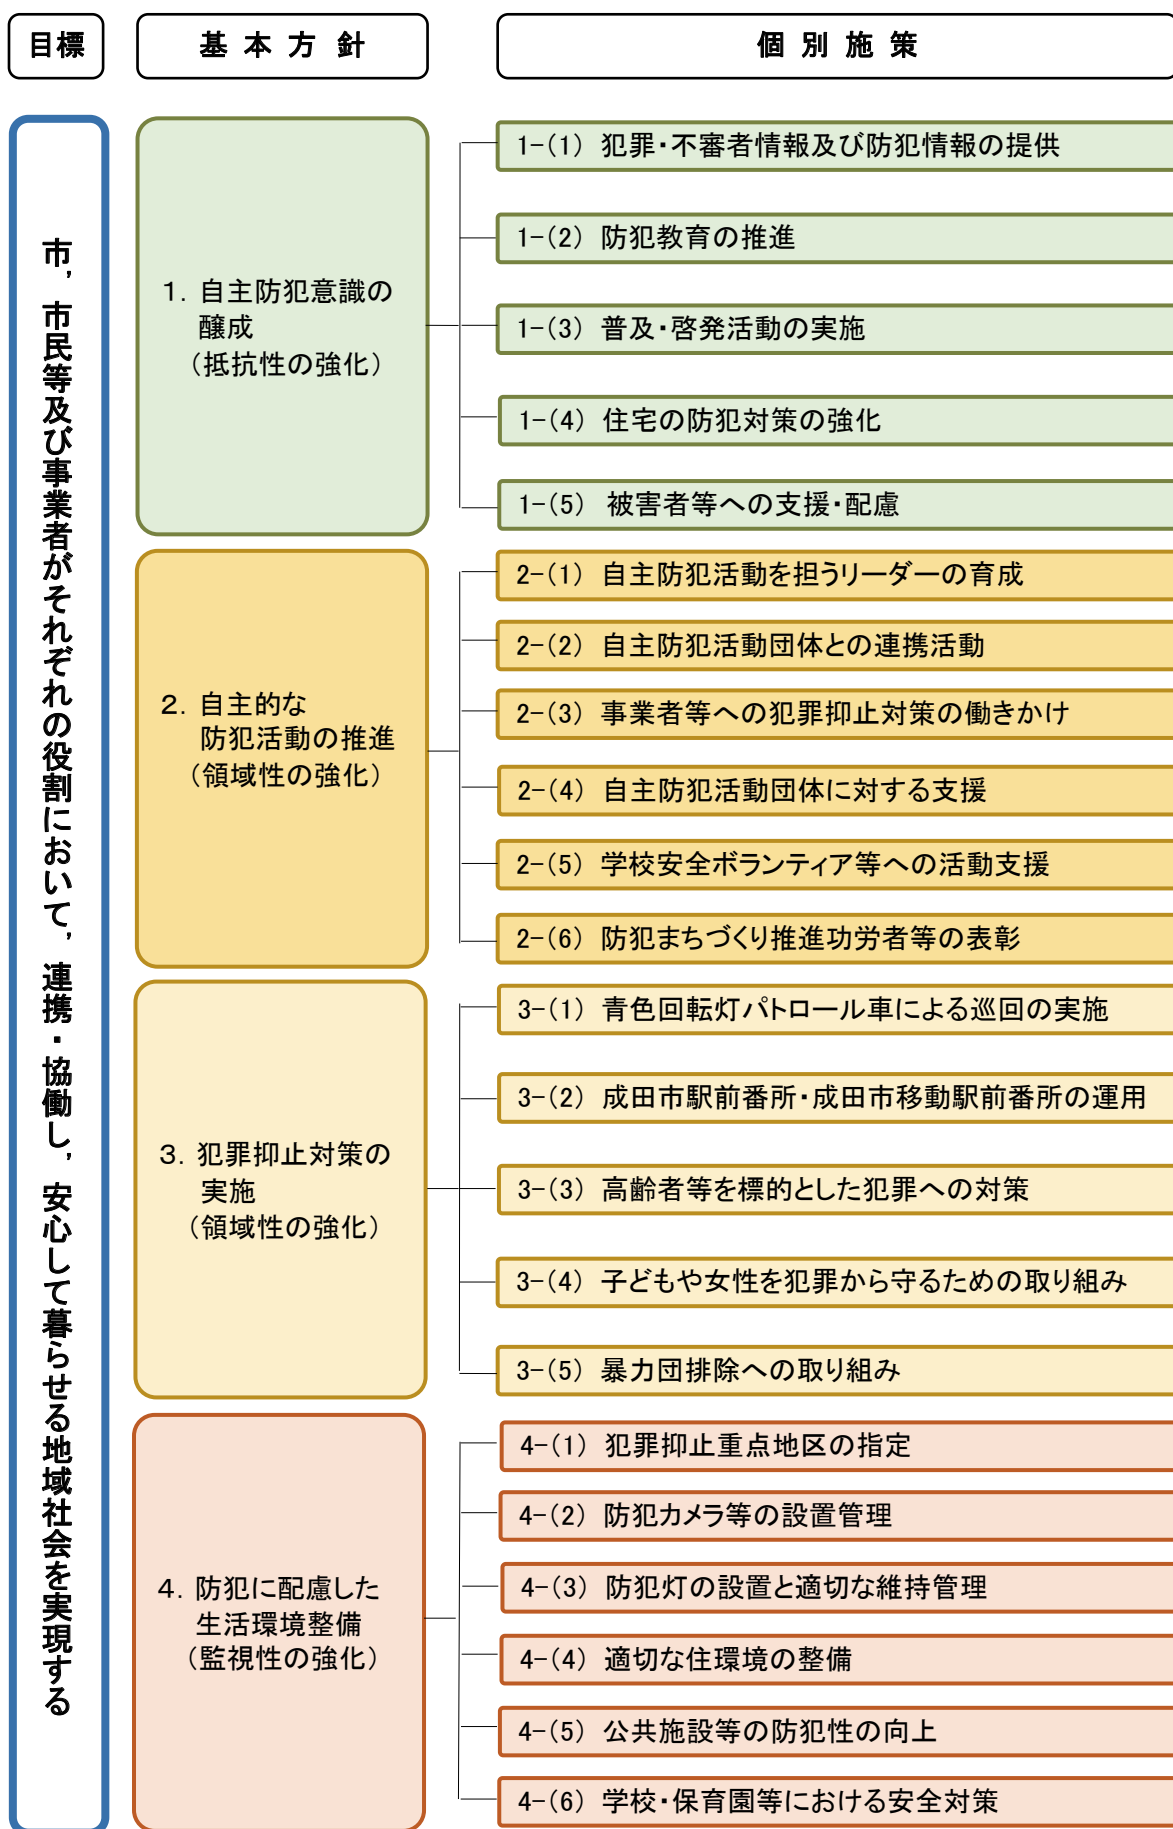 目標
基本方針
個別施策
市，市民等及び事業者がそれぞれの役割において，連携・協働し，安心して暮らせる地域社会を実現する
1．自主防犯意識の
醸成
（抵抗性の強化）
1-(1) 犯罪・不審者情報及び防犯情報の提供
1-(2) 防犯教育の推進
1-(3) 普及・啓発活動の実施
1-(4) 住宅の防犯対策の強化
1-(5) 被害者等への支援・配慮
2．自主的な
防犯活動の推進
（領域性の強化）
2-(1) 自主防犯活動を担うリーダーの育成
2-(2) 自主防犯活動団体との連携活動
2-(3) 事業者等への犯罪抑止対策の働きかけ
2-(4) 自主防犯活動団体に対する支援
2-(5) 学校安全ボランティア等への活動支援
2-(6) 防犯まちづくり推進功労者等の表彰
3．犯罪抑止対策の
実施
（領域性の強化）
3-(1) 青色回転灯パトロール車による巡回の実施
3-(2) 成田市駅前番所・成田市移動駅前番所の運用
3-(3) 高齢者等を標的とした犯罪への対策
3-(4) 子どもや女性を犯罪から守るための取り組み
3-(5) 暴力団排除への取り組み
4．防犯に配慮した
生活環境整備
（監視性の強化）
4-(1) 犯罪抑止重点地区の指定
4-(2) 防犯カメラ等の設置管理
4-(3) 防犯灯の設置と適切な維持管理
4-(4) 適切な住環境の整備
4-(5) 公共施設等の防犯性の向上
4-(6) 学校・保育園等における安全対策